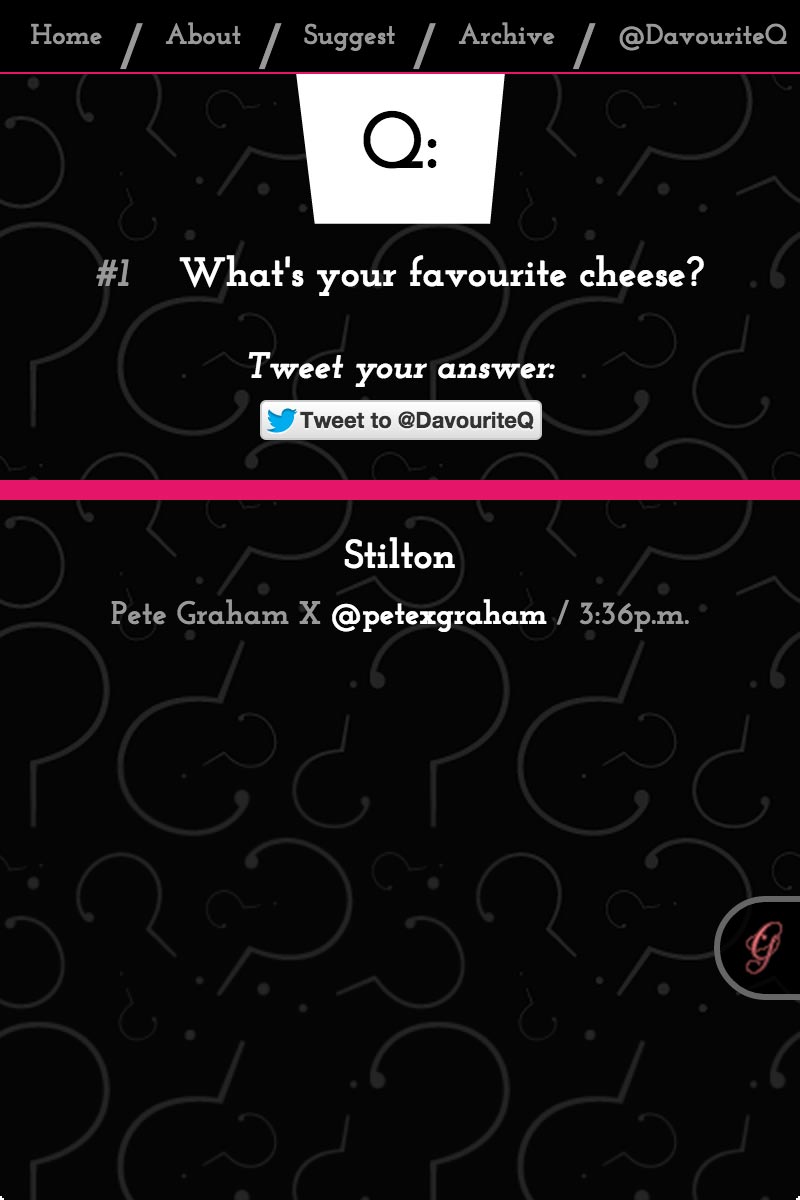 Home / About / Suggest / Archive / @DavouriteQ
Q:
#1 What's your favourite cheese?
Tweet your answer:
Tweet to @DavouriteQ
Stilton
Pete Graham X @petexgraham / 3:36p.m.
G